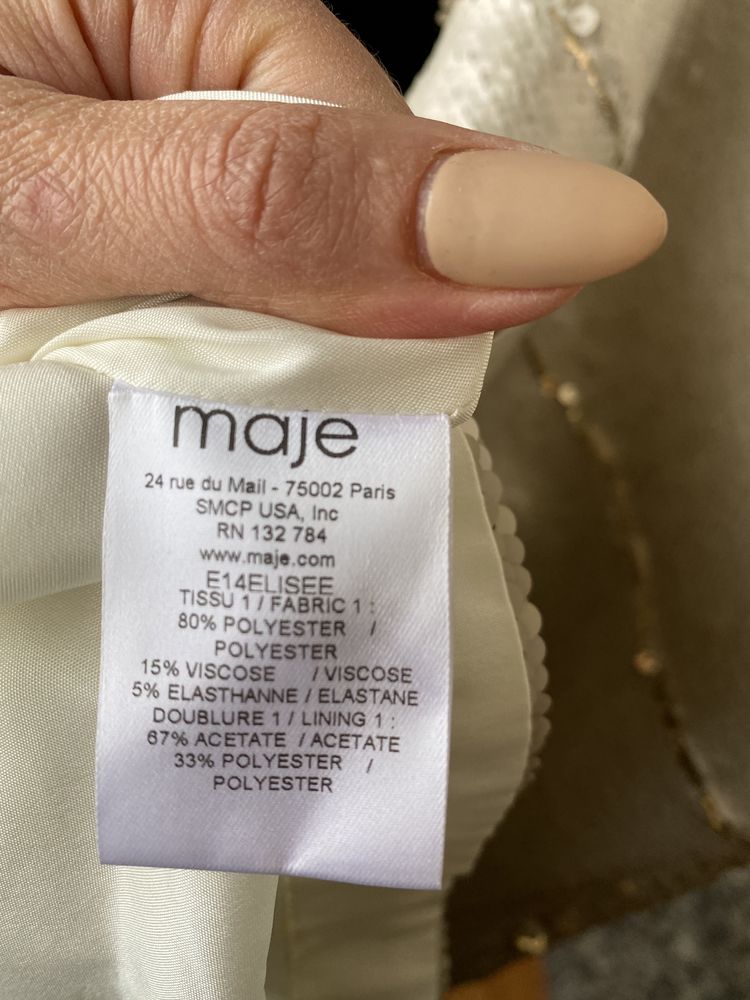 maje
24 rue du Mail - 75002 Paris
SMCP USA, Inc
RN 132 784
www.maje.com
E14ELISEE
TISSU 1 / FABRIC 1 :
80% POLYESTER /
POLYESTER
15% VISCOSE / VISCOSE
5% ELASTHANNE / ELASTANE
DOUBLURE 1 / LINING 1 :
67% ACETATE / ACETATE
33% POLYESTER /
POLYESTER